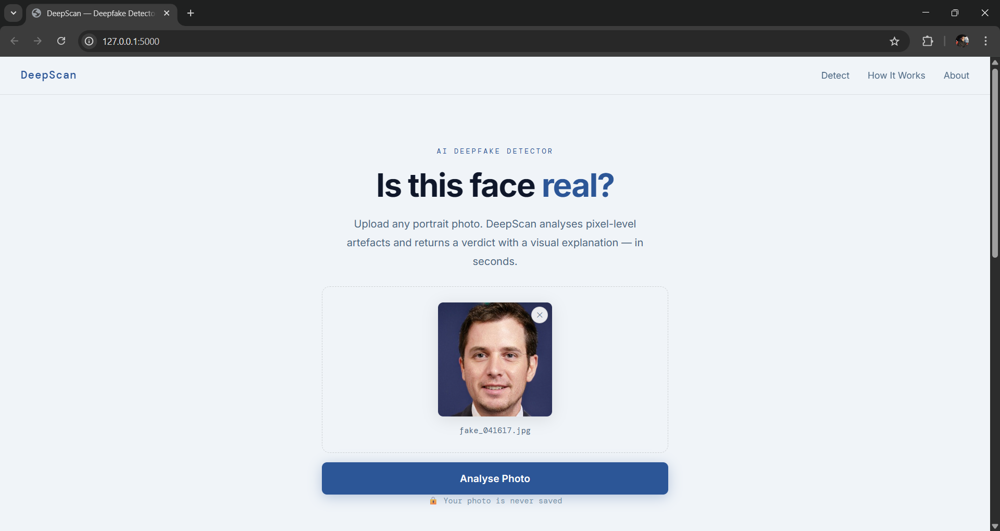 DeepScan — Deepfake Detecto
127.0.0.1:5000
DeepScan
Detect
How It Works
About
AI DEEPFAKE DETECTOR
Is this face real?
Upload any portrait photo. DeepScan analyses pixel-level
artefacts and returns a verdict with a visual explanation — in
seconds.
fake_041617.jpg
Analyse Photo
Your photo is never saved